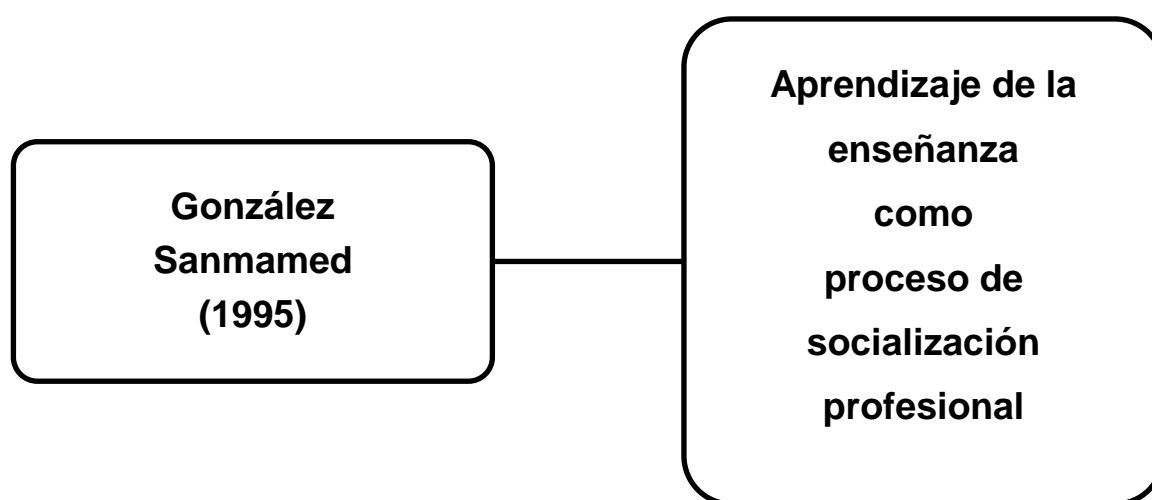 González
Sanmamed
(1995)
Aprendizaje de la
enseñanza
como
proceso de
socialización
profesional